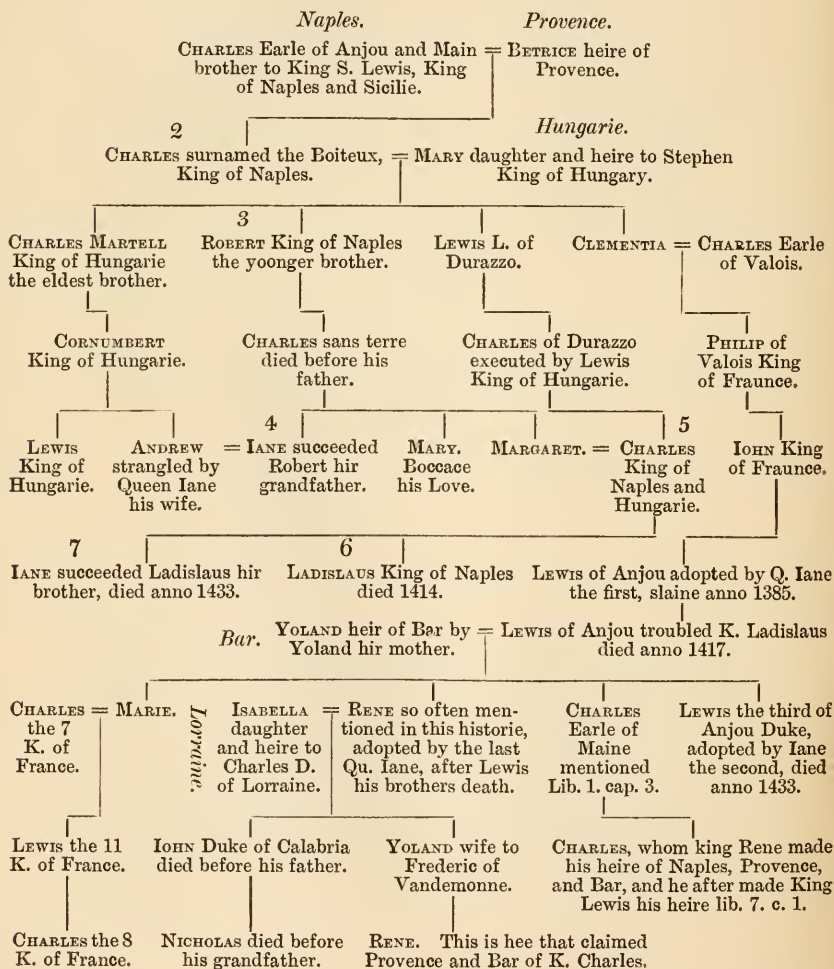 Naples. Provence.
CHARLES Earle of Anjou and Main = BETRICE heire of
brother to King S. Lewis, King Provence.
of Naples and Sicilie.
2 Hungarie.
CHARLES surnamed the Boiteux, = MARY daughter and heire to Stephen
King of Naples. King of Hungary.
3
CHARLES MARTELL
King of Hungarie
the eldest brother.
ROBERT King of Naples
the yoonger brother.
LEWIS L. of
Durazzo.
CLEMENTIA = CHARLES Earle
of Valois.
CORNUMBERT
King of Hungarie.
CHARLES sans terre
died before his
father.
CHARLES of Durazzo
executed by Lewis
King of Hungarie.
PHILIP of
Valois King
of Fraunce.
4 5
LEWIS
King of
Hungarie.
ANDREW
strangled by
Queen Iane
his wife.
= IANE succeeded
Robert hir
grandfather.
MARY.
Boccace
his Love.
MARGARET. = CHARLES
King of
Naples and
Hungarie.
IOHN King
of Fraunce.
7 6
IANE succeeded Ladislaus hir
brother, died anno 1433.
LADISLAUS King of Naples
died 1414.
LEWIS of Anjou adopted by Q. Iane
the first, slaine anno 1385.
Bar. YOLAND heir of Bar by = LEWIS of Anjou troubled K. Ladislaus
Yoland hir mother. died anno 1417.
CHARLES = MARIE.
the 7
K. of
France.
Lorraine.
ISABELLA
daughter
and heire to
Charles D.
of Lorraine.
= RENE so often men-
tioned in this historie,
adopted by the last
Qu. Iane, after Lewis
his brothers death.
CHARLES
Earle of
Maine
mentioned
Lib. 1. cap. 3.
LEWIS the third of
Anjou Duke,
adopted by Iane
the second, died
anno 1433.
LEWIS the 11
K. of France.
IOHN Duke of Calabria
died before his father.
YOLAND wife to
Frederic of
Vandemonne.
CHARLES, whom king Rene made
his heire of Naples, Provence,
and Bar, and he after made King
Lewis his heire lib. 7. c. 1.
CHARLES the 8
K. of France.
NICHOLAS died before
his grandfather.
RENE. This is hee that claimed
Provence and Bar of K. Charles.